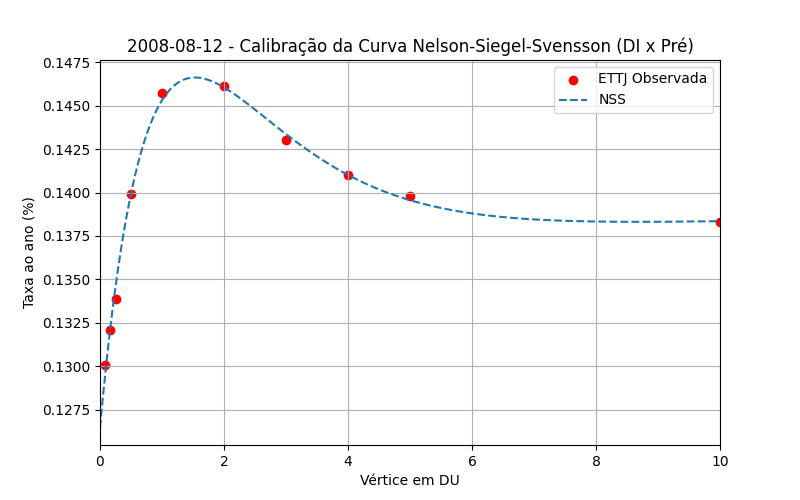 2008-08-12 - Calibração da Curva Nelson-Siegel-Svensson (DI x Pré)
ETTJ Observada
NSS
Taxa ao ano (%)
0.1475
0.1450
0.1425
0.1400
0.1375
0.1350
0.1325
0.1300
0.1275
0 2 4 6 8 10
Vértice em DU